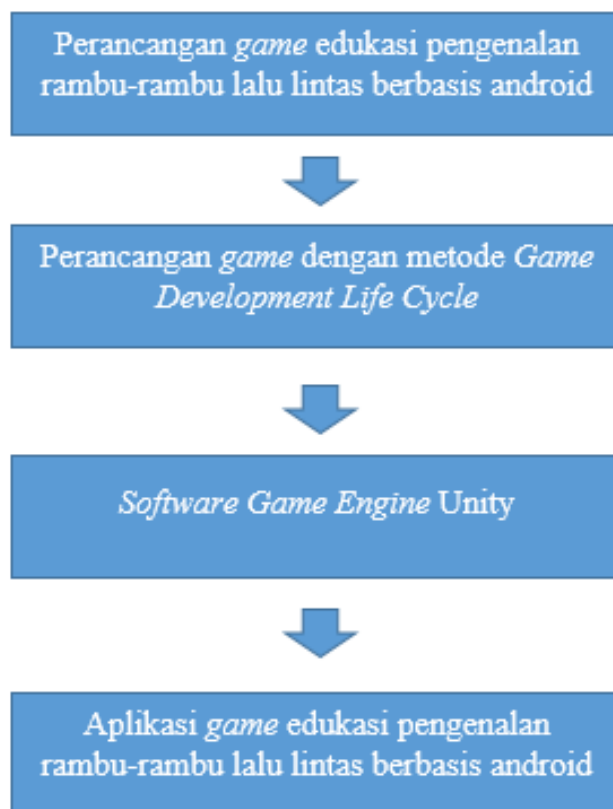 Perancangan game edukasi pengenalan
rambu-rambu lalu lintas berbasis android
Perancangan game dengan metode Game
Development Life Cycle
Software Game Engine Unity
Aplikasi game edukasi pengenalan
rambu-rambu lalu lintas berbasis android